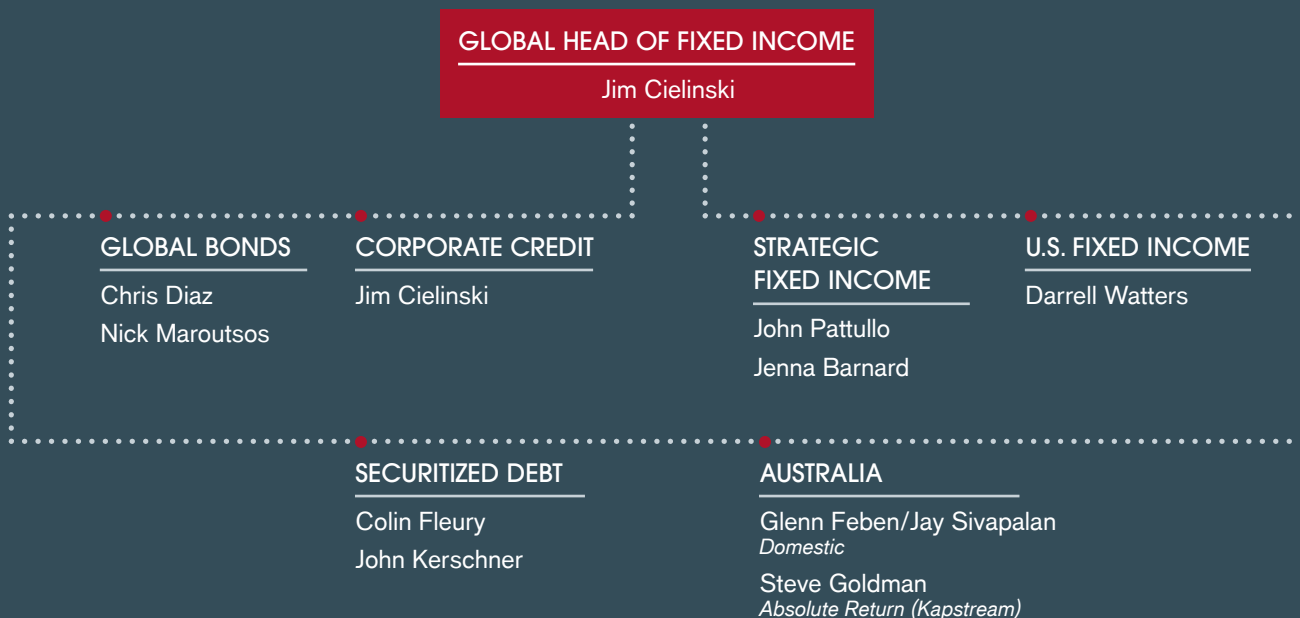 GLOBAL HEAD OF FIXED INCOME
Jim Cielinski
GLOBAL BONDS
Chris Diaz
Nick Maroutsos
CORPORATE CREDIT
Jim Cielinski
STRATEGIC
FIXED INCOME
John Pattullo
Jenna Barnard
U.S. FIXED INCOME
Darrell Watters
SECURITIZED DEBT
Colin Fleury
John Kerschner
AUSTRALIA
Glenn Feben/Jay Sivapalan
Domestic
Steve Goldman
Absolute Return (Kapstream)